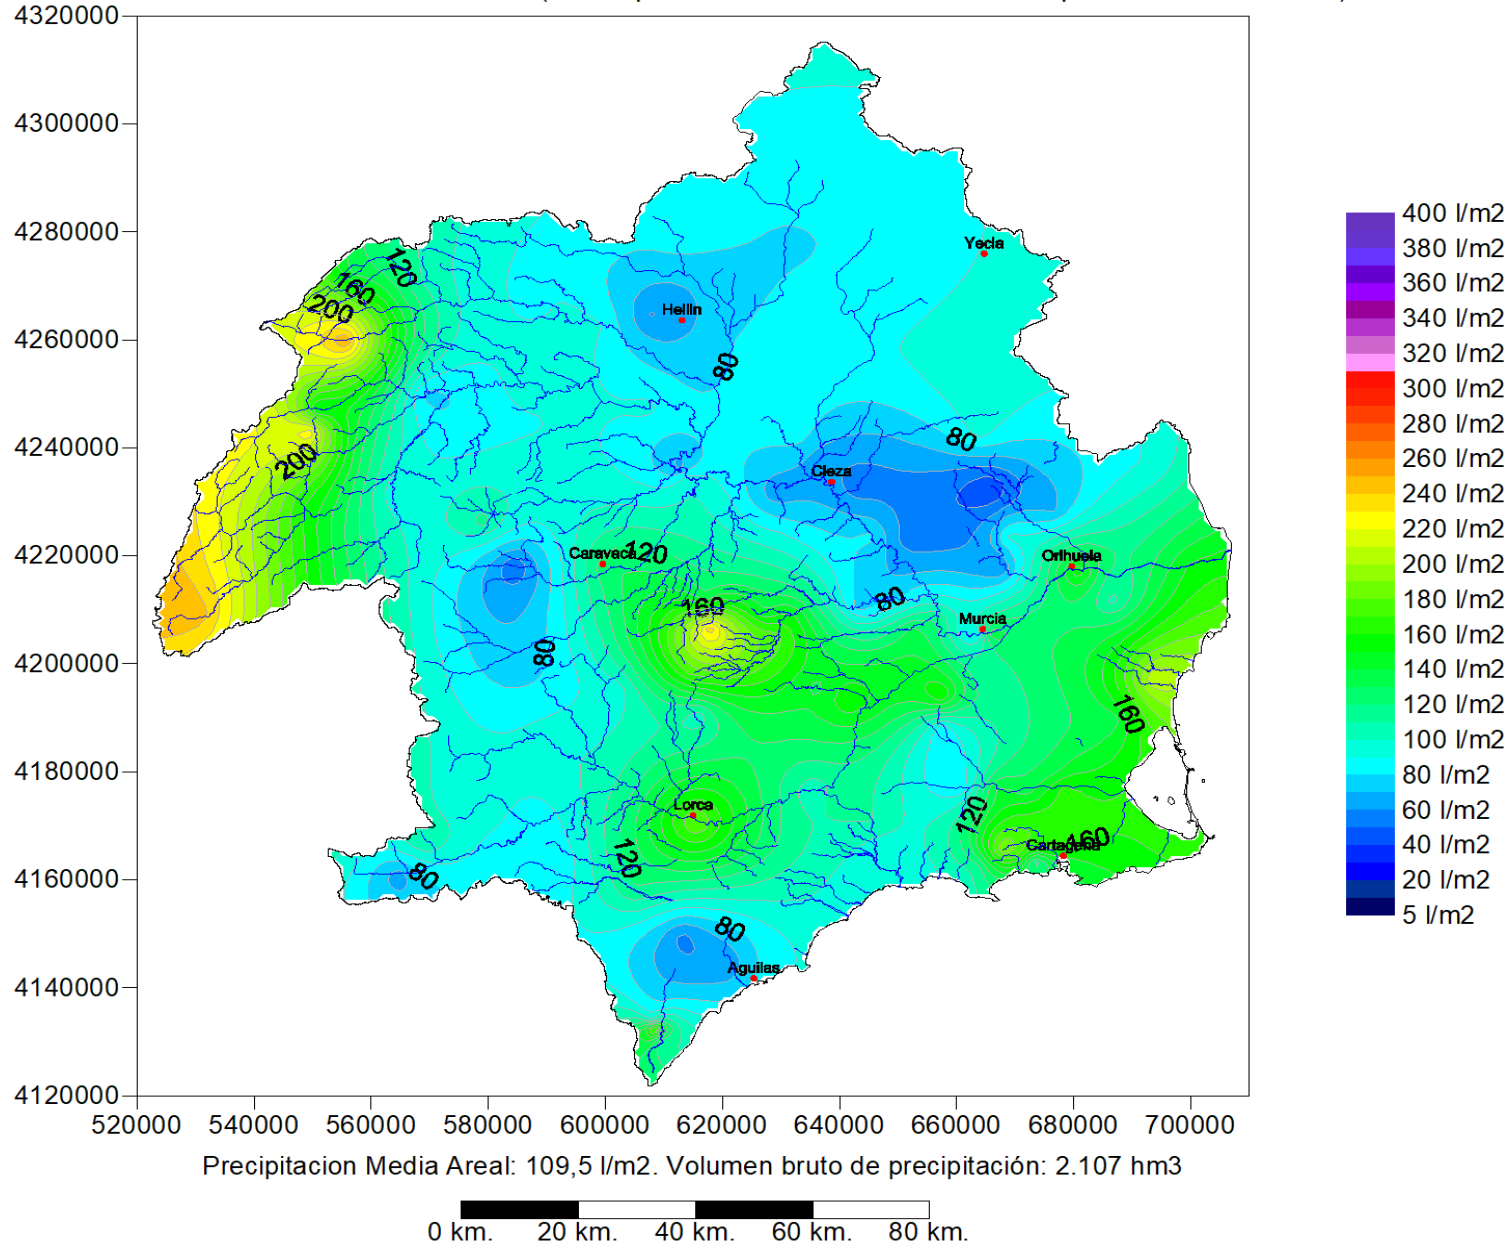 4320000
4300000
4280000
4260000
4240000
4220000
4200000
4180000
4160000
4140000
4120000
520000 540000 560000 580000 600000 620000 640000 660000 680000 700000
Yecla
120
160
200
Hellin
80
200
80
Cieza
Caravaca
120
Orihuela
160
80
Murcia
80
160
Lorca
120
120
160
Cartagena
80
80
Aguilas
400 l/m2
380 l/m2
360 l/m2
340 l/m2
320 l/m2
300 l/m2
280 l/m2
260 l/m2
240 l/m2
220 l/m2
200 l/m2
180 l/m2
160 l/m2
140 l/m2
120 l/m2
100 l/m2
80 l/m2
60 l/m2
40 l/m2
20 l/m2
5 l/m2
Precipitacion Media Areal: 109,5 l/m2. Volumen bruto de precipitación: 2.107 hm3
0 km. 20 km. 40 km. 60 km. 80 km.